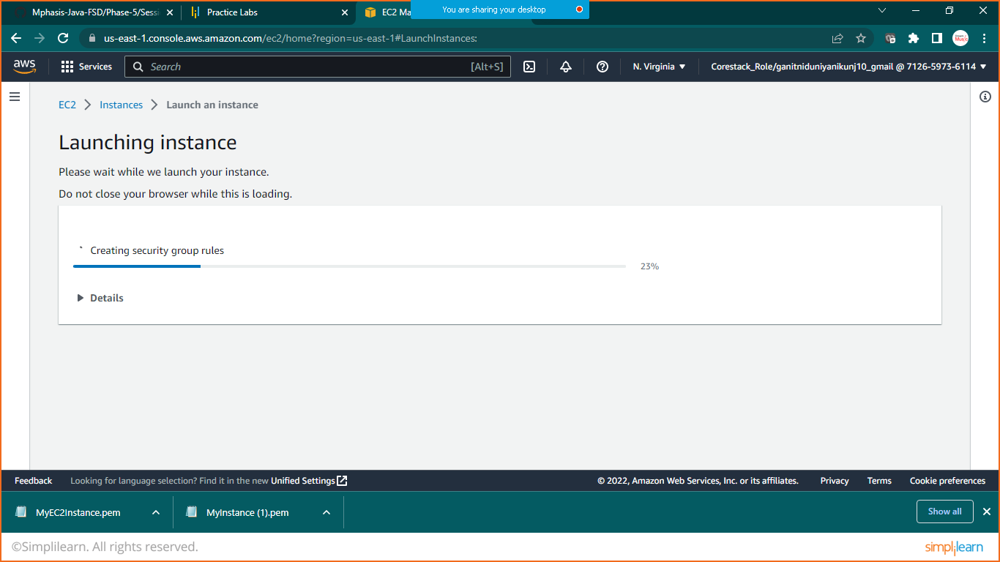 Mphasis-Java-FSD/Phase-5/Sessi
Practice Labs
EC2 Ma
You are sharing your desktop
us-east-1.console.aws.amazon.com/ec2/home?region=us-east-1#LaunchInstances:
aws
Services
Search
[Alt+S]
N. Virginia
Corestack_Role/ganitniduniyanikunj10_gmail @ 7126-5973-6114
EC2
Instances
Launch an instance
Launching instance
Please wait while we launch your instance.
Do not close your browser while this is loading.
Creating security group rules
23%
Details
Feedback
Looking for language selection? Find it in the new Unified Settings
© 2022, Amazon Web Services, Inc. or its affiliates.
Privacy
Terms
Cookie preferences
MyEC2Instance.pem
MyInstance (1).pem
Show all
©Simplilearn. All rights reserved.
simplilearn